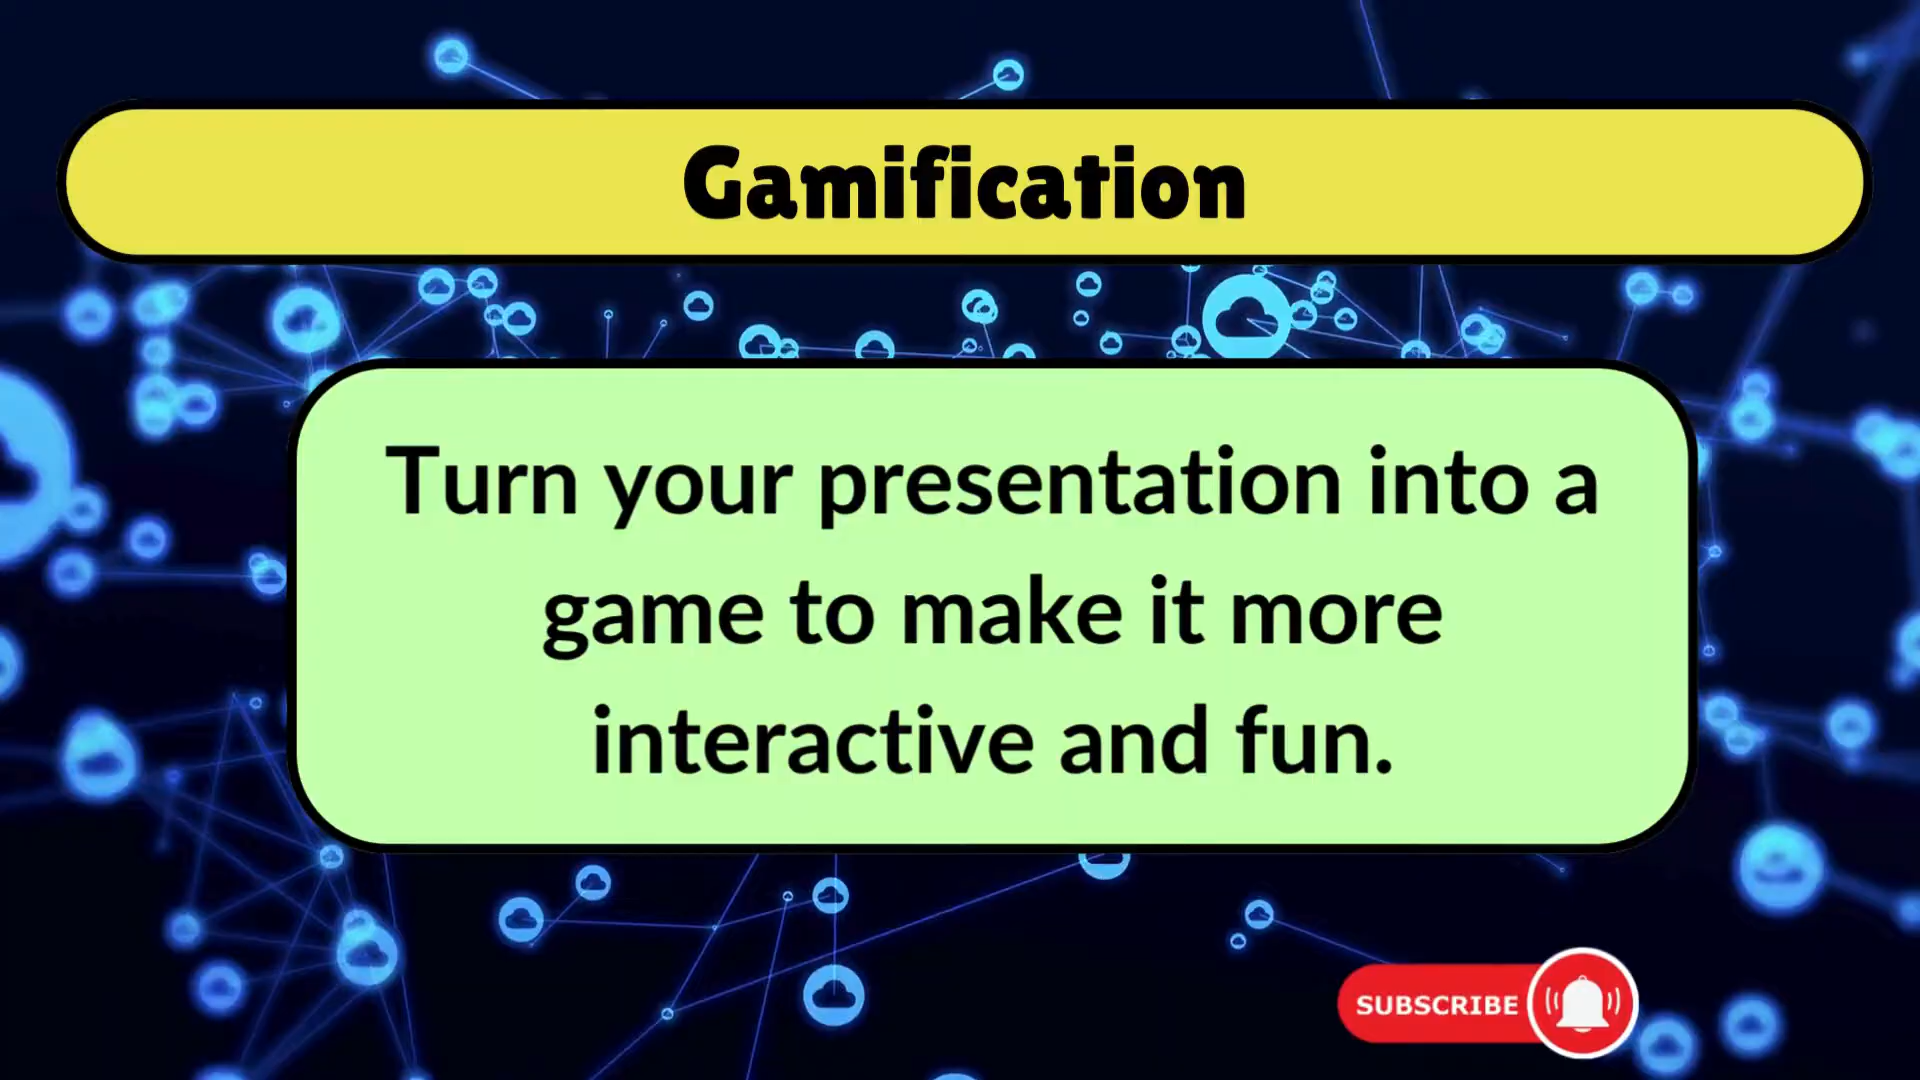 Gamification
Turn your presentation into a
game to make it more
interactive and fun.
SUBSCRIBE